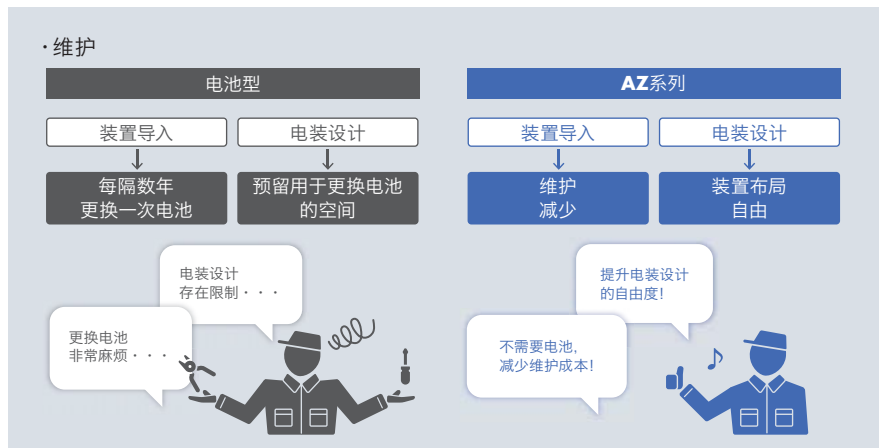 ·维护
电池型
装置导入
电装设计
每隔数年
更换一次电池
预留用于更换电池
的空间
电装设计
存在限制・・・
更换电池
非常麻烦・・・
AZ系列
装置导入
电装设计
维护
减少
装置布局
自由
提升电装设计
的自由度！
不需要电池，
减少维护成本！